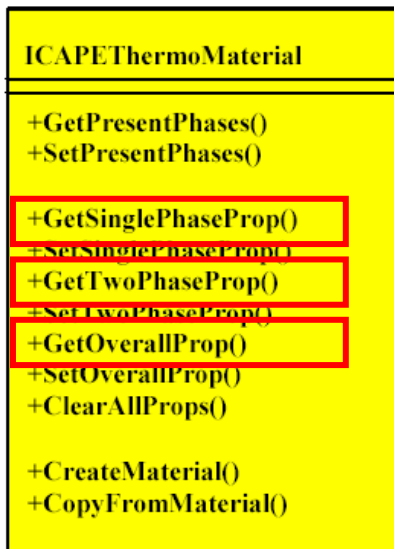 ICAPEThermoMaterial
+GetPresentPhases()
+SetPresentPhases()
+GetSinglePhaseProp()
+SetSinglePhaseProp()
+GetTwoPhaseProp()
+SetTwoPhaseProp()
+GetOverallProp()
+SetOverallProp()
+ClearAllProps()
+CreateMaterial()
+CopyFromMaterial()